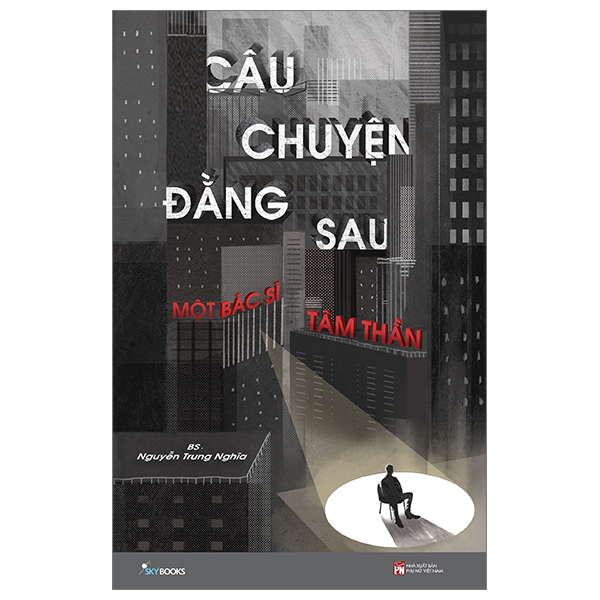 CÂU
CHUYỆN
ĐẰNG
SAU
MỘT BÁC SĨ
TÂM THẦN
BS.
Nguyễn Trung Nghĩa
SKYBOOKS
PN
NHÀ XUẤT BẢN
PHỤ NỮ VIỆT NAM